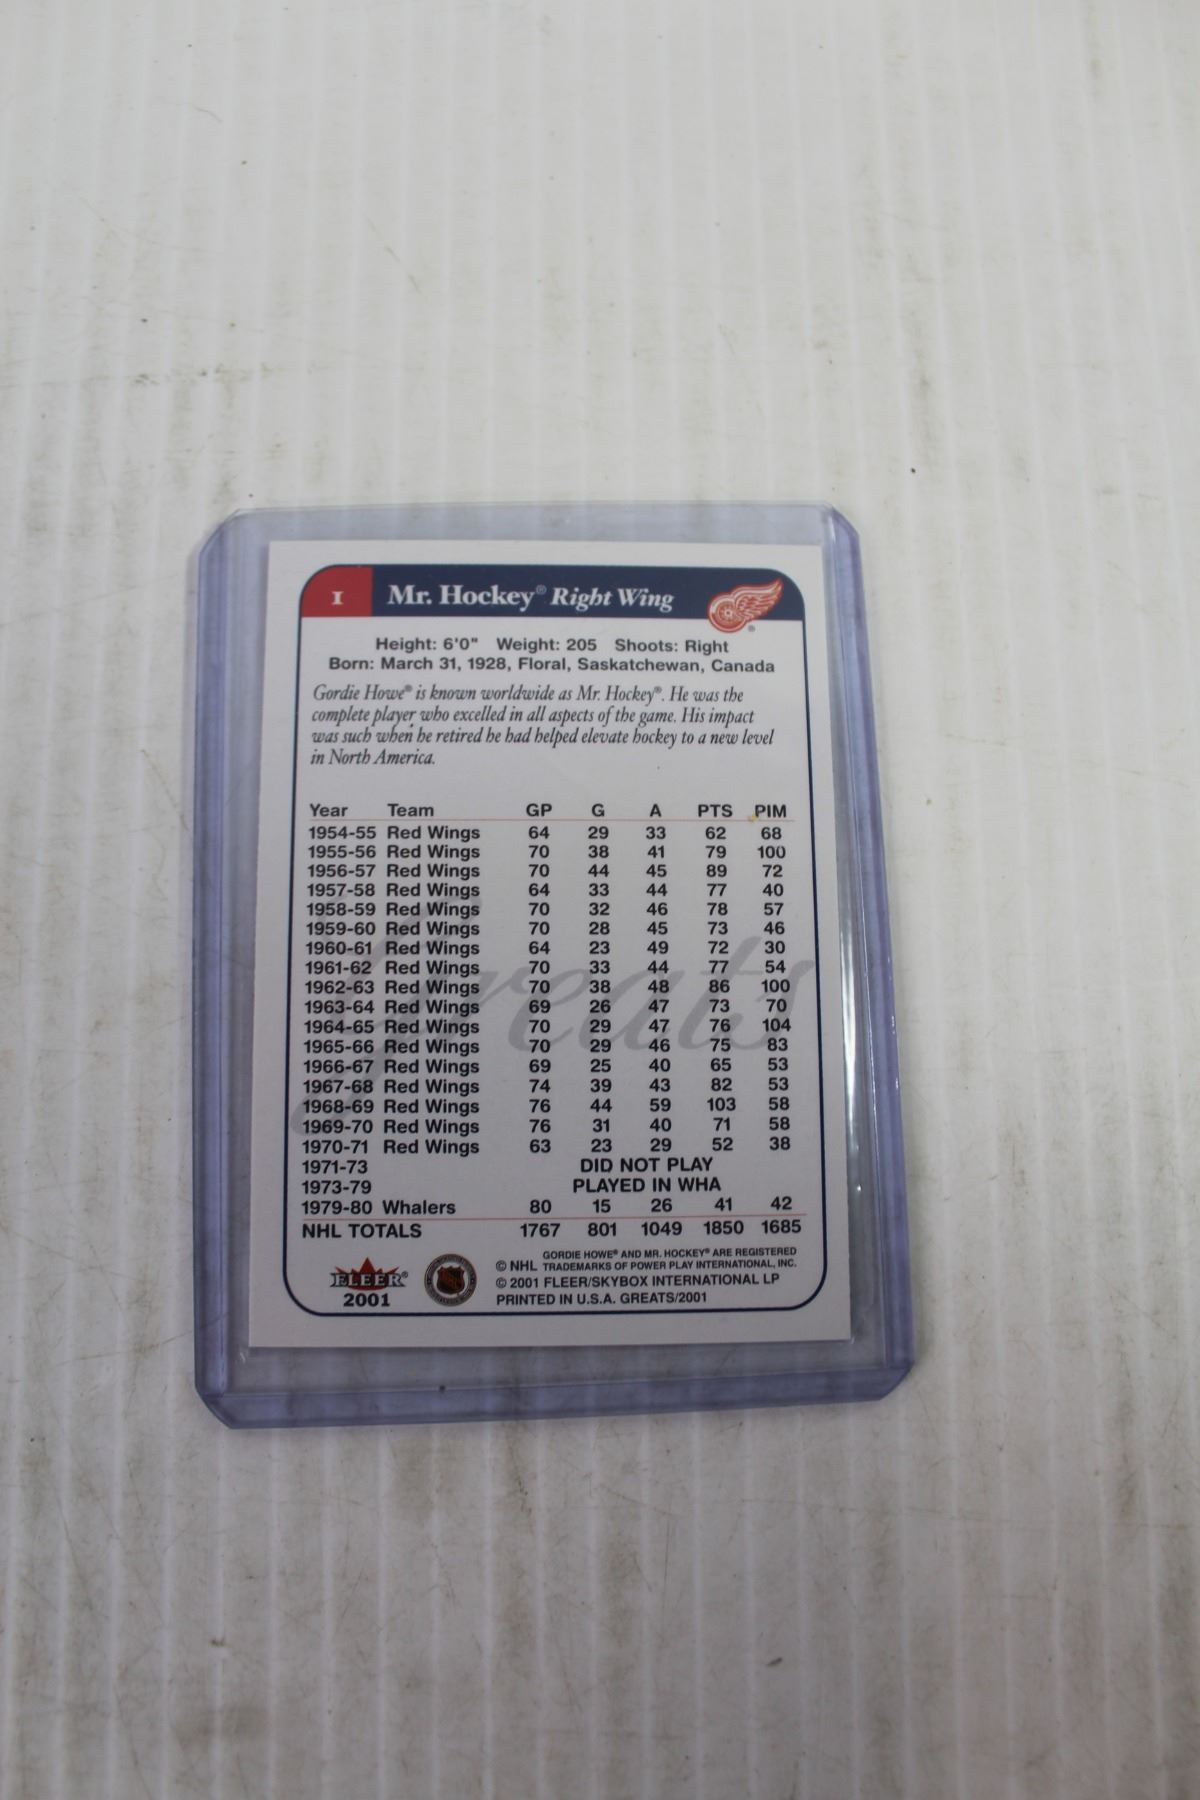 1 Mr. Hockey® Right Wing
®
Height: 6'0" Weight: 205 Shoots: Right
Born: March 31, 1928, Floral, Saskatchewan, Canada
Gordie Howe® is known worldwide as Mr. Hockey®. He was the
complete player who excelled in all aspects of the game. His impact
was such when he retired he had helped elevate hockey to a new level
in North America.
Year Team GP G A PTS PIM
1954-55 Red Wings 64 29 33 62 68
1955-56 Red Wings 70 38 41 79 100
1956-57 Red Wings 70 44 45 89 72
1957-58 Red Wings 64 33 44 77 40
1958-59 Red Wings 70 32 46 78 57
1959-60 Red Wings 70 28 45 73 46
1960-61 Red Wings 64 23 49 72 30
1961-62 Red Wings 70 33 44 77 54
1962-63 Red Wings 70 38 48 86 100
1963-64 Red Wings 69 26 47 73 70
1964-65 Red Wings 70 29 47 76 104
1965-66 Red Wings 70 29 46 75 83
1966-67 Red Wings 69 25 40 65 53
1967-68 Red Wings 74 39 43 82 53
1968-69 Red Wings 76 44 59 103 58
1969-70 Red Wings 76 31 40 71 58
1970-71 Red Wings 63 23 29 52 38
1971-73 DID NOT PLAY
1973-79 PLAYED IN WHA
1979-80 Whalers 80 15 26 41 42
NHL TOTALS 1767 801 1049 1850 1685
Greats
FLEER®
2001
NHL
GORDIE HOWE® AND MR. HOCKEY® ARE REGISTERED
© NHL TRADEMARKS OF POWER PLAY INTERNATIONAL, INC.
© 2001 FLEER/SKYBOX INTERNATIONAL LP
PRINTED IN U.S.A. GREATS/2001